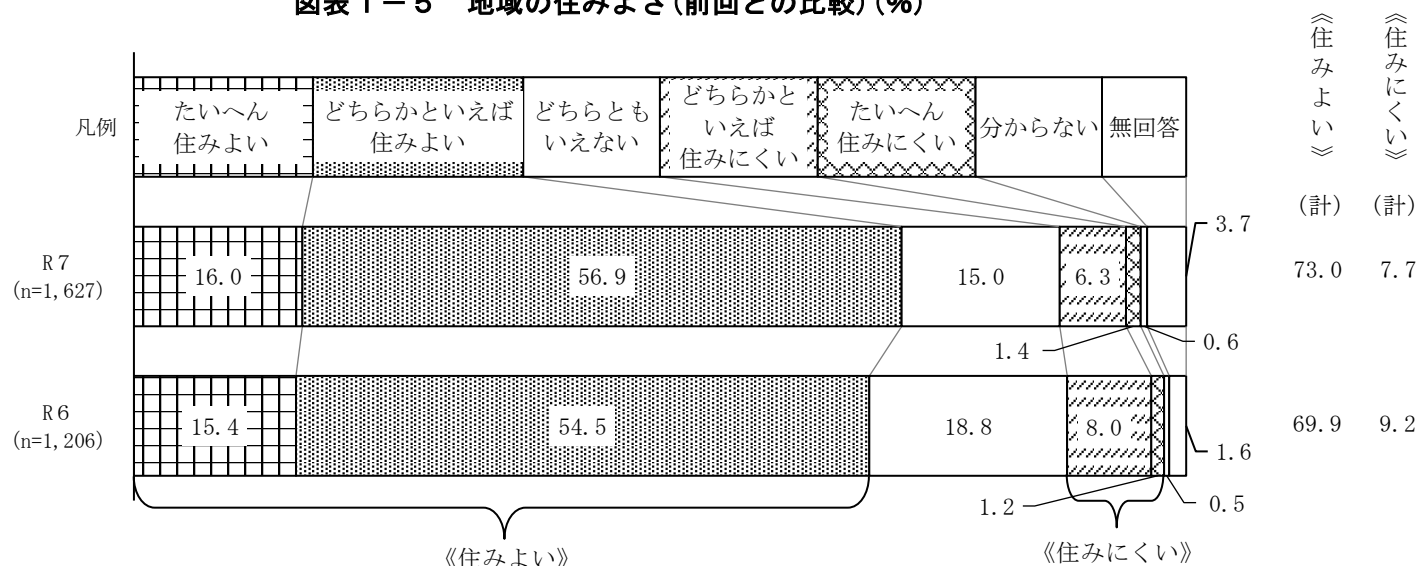 図表１－５　地域の住みよさ(前回との比較)(%)
《住みよい》
《住みにくい》
凡例
たいへん
住みよい
どちらかといえば
住みよい
どちらとも
いえない
どちらかと
いえば
住みにくい
たいへん
住みにくい
分からない
無回答
(計)
(計)
R7
(n=1,627)
16.0
56.9
15.0
6.3
1.4
0.6
3.7
73.0
7.7
R6
(n=1,206)
15.4
54.5
18.8
8.0
1.2
0.5
1.6
69.9
9.2
《住みよい》
《住みにくい》